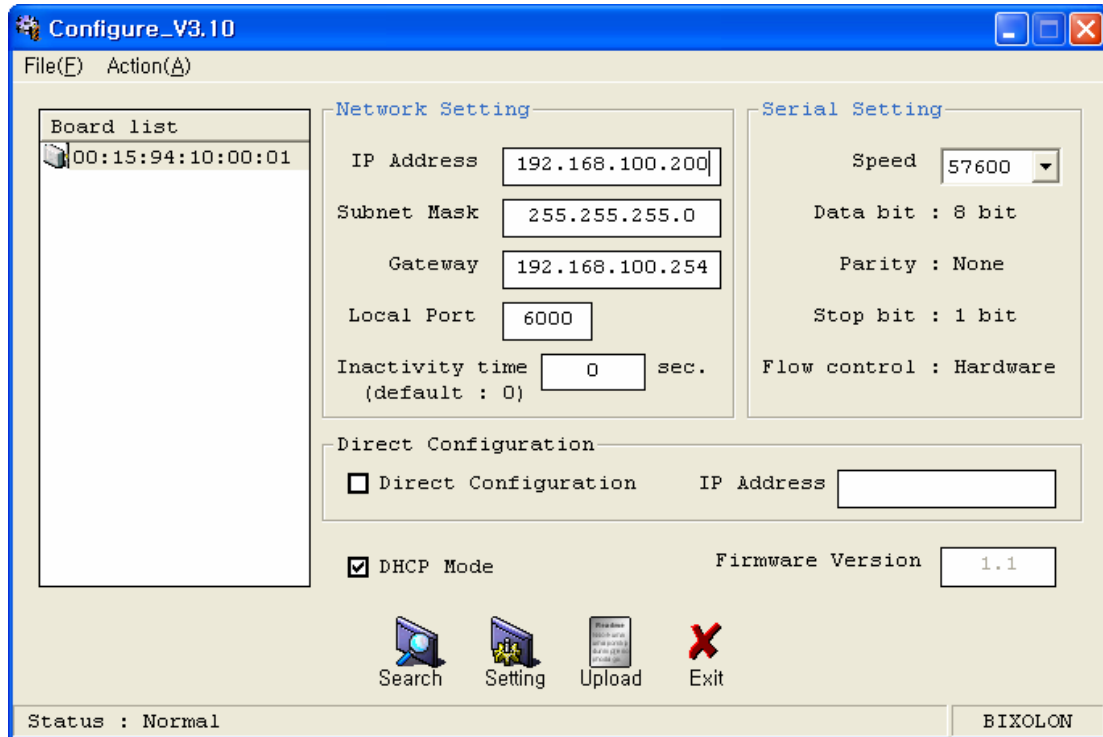 Configure_V3.10
File(F) Action(A)
Board list
00:15:94:10:00:01
Network Setting
IP Address 192.168.100.200
Subnet Mask 255.255.255.0
Gateway 192.168.100.254
Local Port 6000
Inactivity time 0 sec.
(default : 0)
Serial Setting
Speed 57600
Data bit : 8 bit
Parity : None
Stop bit : 1 bit
Flow control : Hardware
Direct Configuration
Direct Configuration IP Address
DHCP Mode
Firmware Version 1.1
Search Setting Upload Exit
Status : Normal
BIXOLON